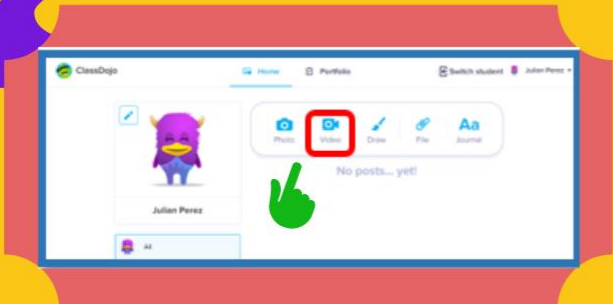 ClassDojo
Home
Portfolio
Switch student
Julian Perez
Photo
Video
Draw
File
Aa
Journal
No posts... yet!
Julian Perez
All